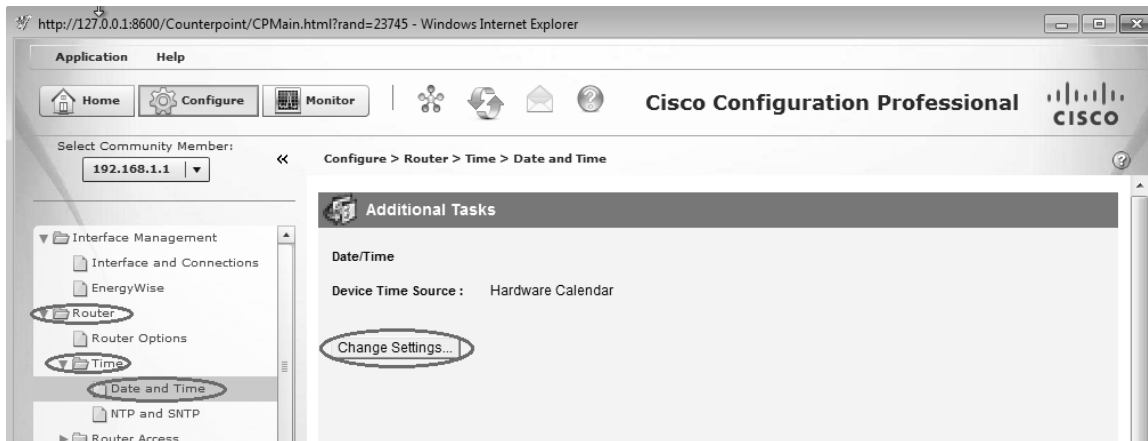 http://127.0.0.1:8600/Counterpoint/CPMain.html?rand=23745 - Windows Internet Explorer
Application Help
Home Configure Monitor Cisco Configuration Professional CISCO
Select Community Member:
192.168.1.1
Configure > Router > Time > Date and Time
Additional Tasks
Interface Management
Interface and Connections
EnergyWise
Router
Router Options
Time
Date and Time
NTP and SNTP
Router Access
Date/Time
Device Time Source : Hardware Calendar
Change Settings...